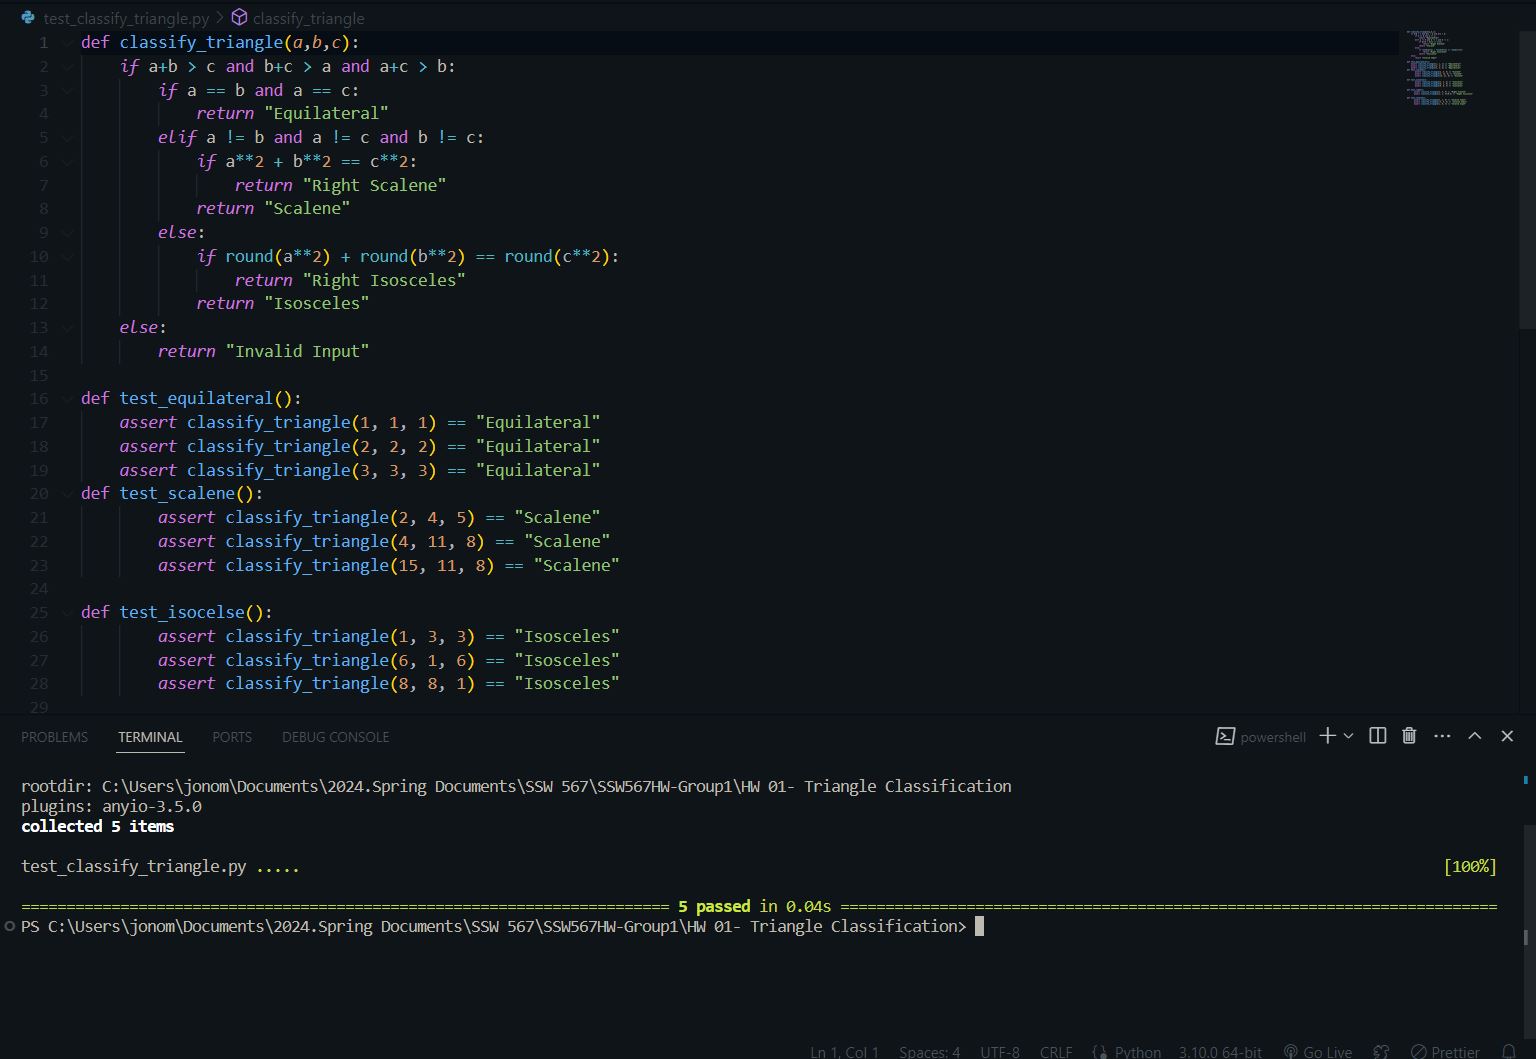 test_classify_triangle.py > classify_triangle
1 def classify_triangle(a,b,c):
2 if a+b > c and b+c > a and a+c > b:
3 if a == b and a == c:
4 return "Equilateral"
5 elif a != b and a != c and b != c:
6 if a**2 + b**2 == c**2:
7 return "Right Scalene"
8 return "Scalene"
9 else:
10 if round(a**2) + round(b**2) == round(c**2):
11 return "Right Isosceles"
12 return "Isosceles"
13 else:
14 return "Invalid Input"
15
16 def test_equilateral():
17 assert classify_triangle(1, 1, 1) == "Equilateral"
18 assert classify_triangle(2, 2, 2) == "Equilateral"
19 assert classify_triangle(3, 3, 3) == "Equilateral"
20 def test_scalene():
21 assert classify_triangle(2, 4, 5) == "Scalene"
22 assert classify_triangle(4, 11, 8) == "Scalene"
23 assert classify_triangle(15, 11, 8) == "Scalene"
24
25 def test_isocelse():
26 assert classify_triangle(1, 3, 3) == "Isosceles"
27 assert classify_triangle(6, 1, 6) == "Isosceles"
28 assert classify_triangle(8, 8, 1) == "Isosceles"
29
PROBLEMS TERMINAL PORTS DEBUG CONSOLE powershell
rootdir: C:\Users\jonom\Documents\2024.Spring Documents\SSW 567\SSW567HW-Group1\HW 01- Triangle Classification
plugins: anyio-3.5.0
collected 5 items
test_classify_triangle.py ..... [100%]
5 passed in 0.04s
PS C:\Users\jonom\Documents\2024.Spring Documents\SSW 567\SSW567HW-Group1\HW 01- Triangle Classification>
Ln 1, Col 1 Spaces: 4 UTF-8 CRLF Python 3.10.0 64-bit Go Live Prettier